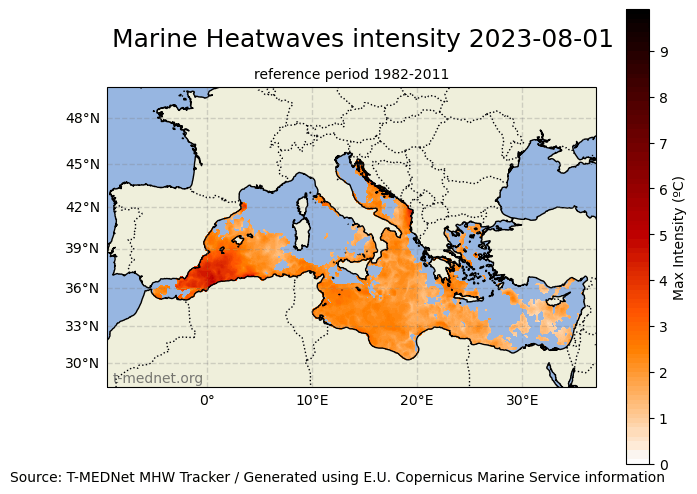 Marine Heatwaves intensity 2023-08-01
reference period 1982-2011
48°N
45°N
42°N
39°N
36°N
33°N
30°N
t-mednet.org
0°
10°E
20°E
30°E
9
8
7
6
5
4
3
2
1
0
Max Intensity (ºC)
Source: T-MEDNet MHW Tracker / Generated using E.U. Copernicus Marine Service information